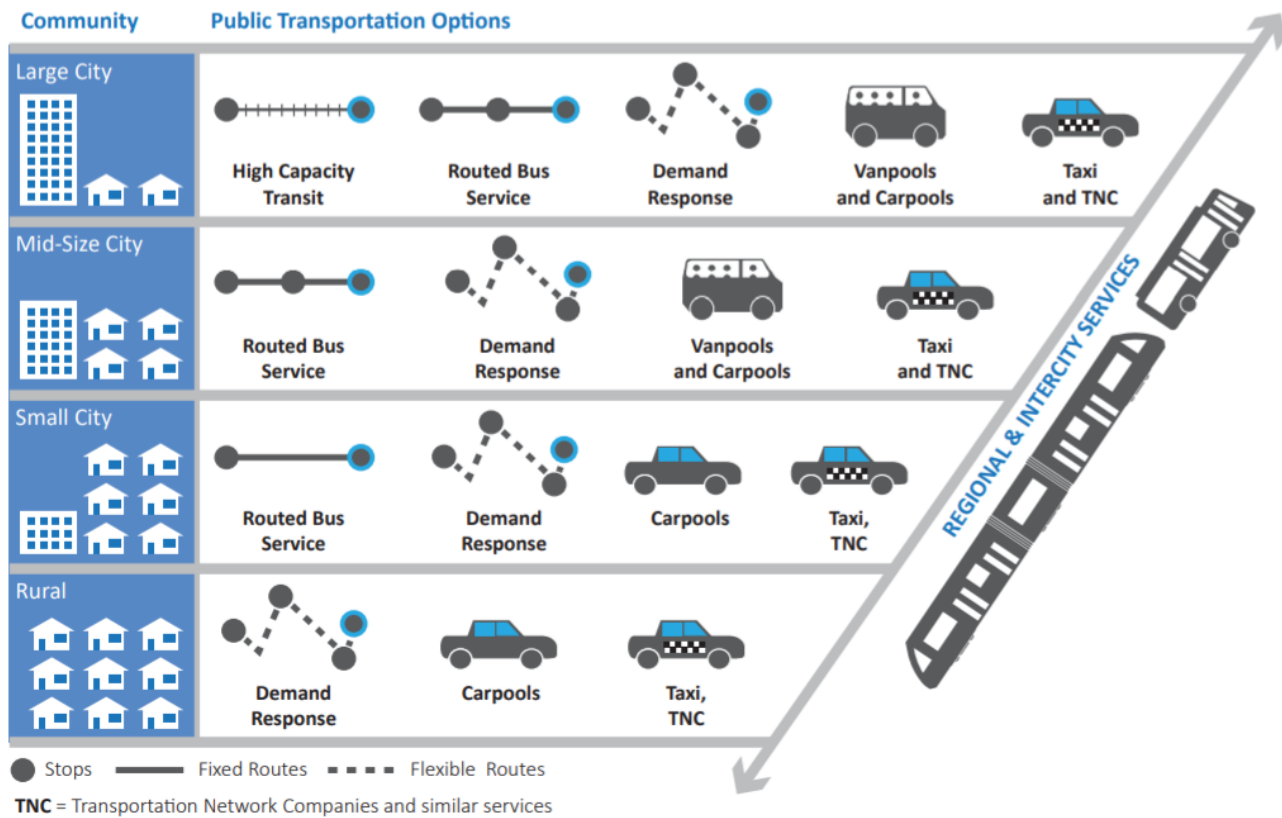 Community
Public Transportation Options
Large City
High Capacity
Transit
Routed Bus
Service
Demand
Response
Vanpools
and Carpools
Taxi
and TNC
Mid-Size City
Routed Bus
Service
Demand
Response
Vanpools
and Carpools
Taxi
and TNC
Small City
Routed Bus
Service
Demand
Response
Carpools
Taxi,
TNC
Rural
Demand
Response
Carpools
Taxi,
TNC
REGIONAL & INTERCITY SERVICES
Stops
Fixed Routes
Flexible Routes
TNC = Transportation Network Companies and similar services